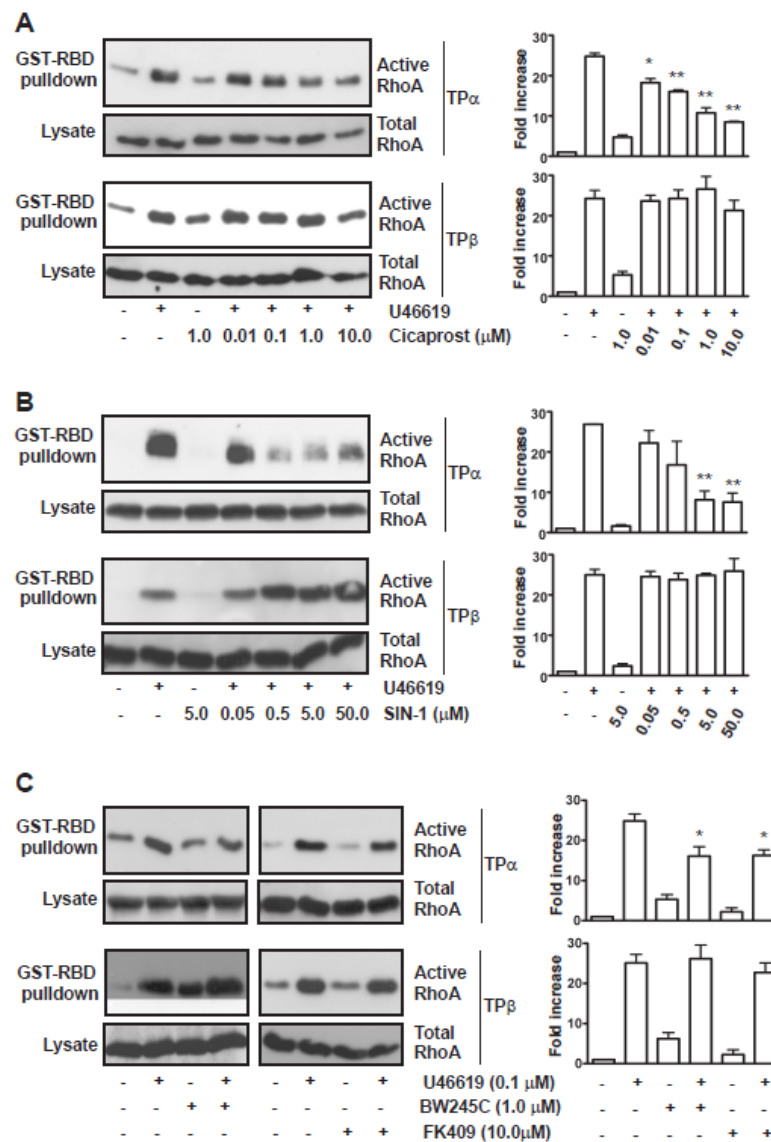 A
GST-RBD pulldown
Active RhoA
TPα
Lysate
Total RhoA
GST-RBD pulldown
Active RhoA
TPβ
Lysate
Total RhoA
- + - + + + + U46619
- - 1.0 0.01 0.1 1.0 10.0 Cicaprost (μM)
Fold increase
30
20
10
0
* ** ** **
Fold increase
30
20
10
0
- + - + + + +
- - 1.0 0.01 0.1 1.0 10.0
B
GST-RBD pulldown
Active RhoA
TPα
Lysate
Total RhoA
GST-RBD pulldown
Active RhoA
TPβ
Lysate
Total RhoA
- + - + + + + U46619
- - 5.0 0.05 0.5 5.0 50.0 SIN-1 (μM)
Fold increase
30
20
10
0
** **
Fold increase
30
20
10
0
- + - + + + +
- - 5.0 0.05 0.5 5.0 50.0
C
GST-RBD pulldown
Active RhoA
TPα
Lysate
Total RhoA
GST-RBD pulldown
Active RhoA
TPβ
Lysate
Total RhoA
Fold increase
30
20
10
0
* *
Fold increase
30
20
10
0
- + - + - + - + U46619 (0.1 μM) - + - + - +
- - + + - - - - BW245C (1.0 μM) - - + + - -
- - - - - - + + FK409 (10.0μM) - - - - + +